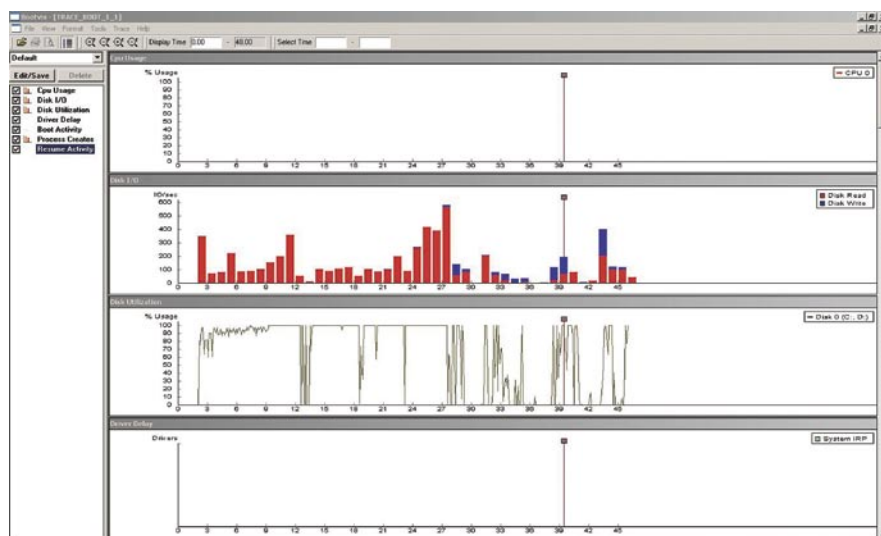 Bootvis - [TRACE_BOOT_1_1]
File View Format Tools Trace Help
Display Time 0.00 - 48.00 Select Time -
Default
Edit/Save Delete
Cpu Usage
Disk I/O
Disk Utilization
Driver Delay
Boot Activity
Process Creates
Resume Activity
Cpu Usage
% Usage
CPU 0
100
90
80
70
60
50
40
30
20
10
0
0 3 6 9 12 15 18 21 24 27 30 33 36 39 42 45
Disk I/O
IO/sec
Disk Read
Disk Write
600
500
400
300
200
100
0
0 3 6 9 12 15 18 21 24 27 30 33 36 39 42 45
Disk Utilization
% Usage
Disk 0 (C:, D:)
100
90
80
70
60
50
40
30
20
10
0
0 3 6 9 12 15 18 21 24 27 30 33 36 39 42 45
Driver Delay
Drivers
System IRP
0 3 6 9 12 15 18 21 24 27 30 33 36 39 42 45